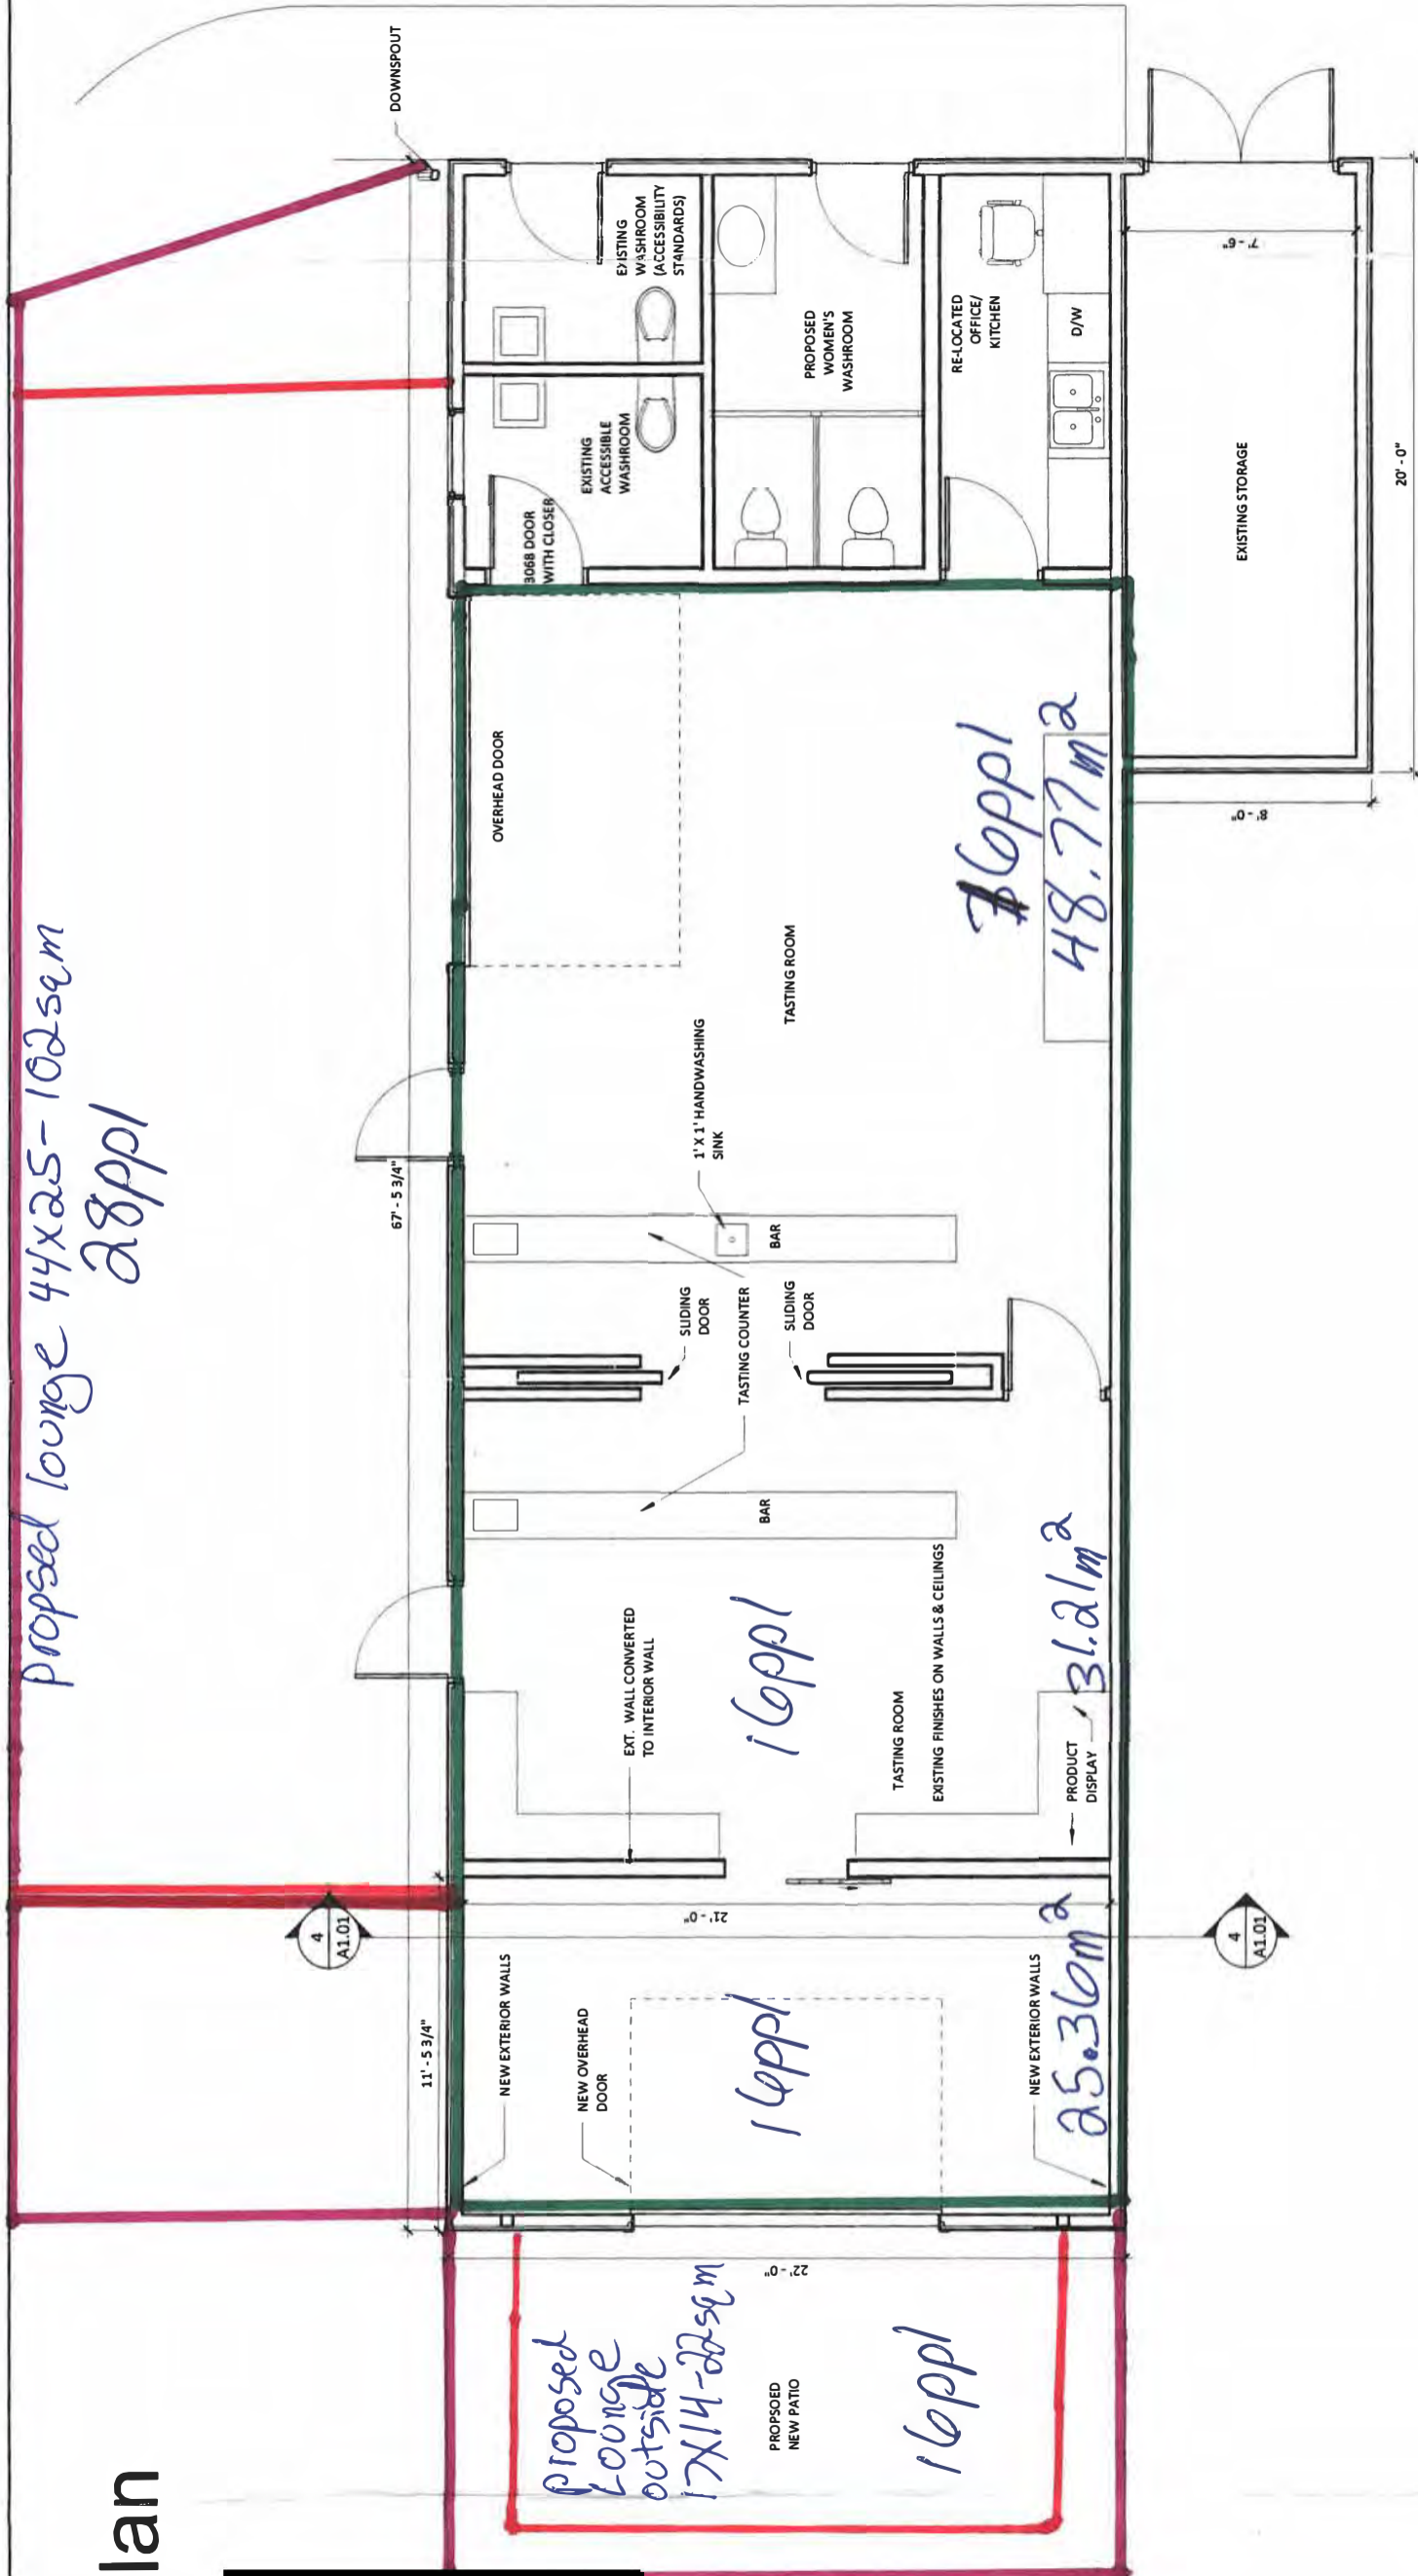 lan
Propsed lounge 44x25-102sqm
28ppl
DOWNSPOUT
67' - 5 3/4"
11' - 5 3/4"
4
A1.01
NEW EXTERIOR WALLS
NEW OVERHEAD
DOOR
16ppl
NEW EXTERIOR WALLS
25.36m2
21' - 0"
22' - 0"
Proposed
Lounge
outside
17X14-22sqm
PROPSOED
NEW PATIO
16ppl
EXT. WALL CONVERTED
TO INTERIOR WALL
16ppl
TASTING ROOM
EXISTING FINISHES ON WALLS & CEILINGS
PRODUCT
DISPLAY
31.21m2
BAR
TASTING COUNTER
SLIDING
DOOR
SLIDING
DOOR
BAR
1' X 1' HANDWASHING
SINK
TASTING ROOM
OVERHEAD DOOR
6ppl
48.77m2
306B DOOR
WITH CLOSER
EXISTING
ACCESSIBLE
WASHROOM
EXISTING
WASHROOM
(ACCESSIBILITY
STANDARDS)
PROPOSED
WOMEN'S
WASHROOM
RE-LOCATED
OFFICE/
KITCHEN
D/W
EXISTING STORAGE
7' - 6"
8' - 0"
20' - 0"
4
A1.01